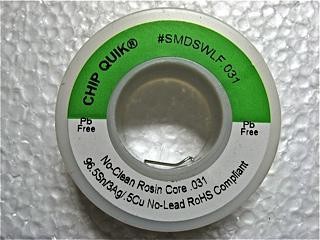 CHIP QUIK® #SMDSWLF.031
Pb
Free
Pb
Free
No-Clean Rosin Core .031
96.5Sn/3Ag/.5Cu No-Lead RoHS Compliant